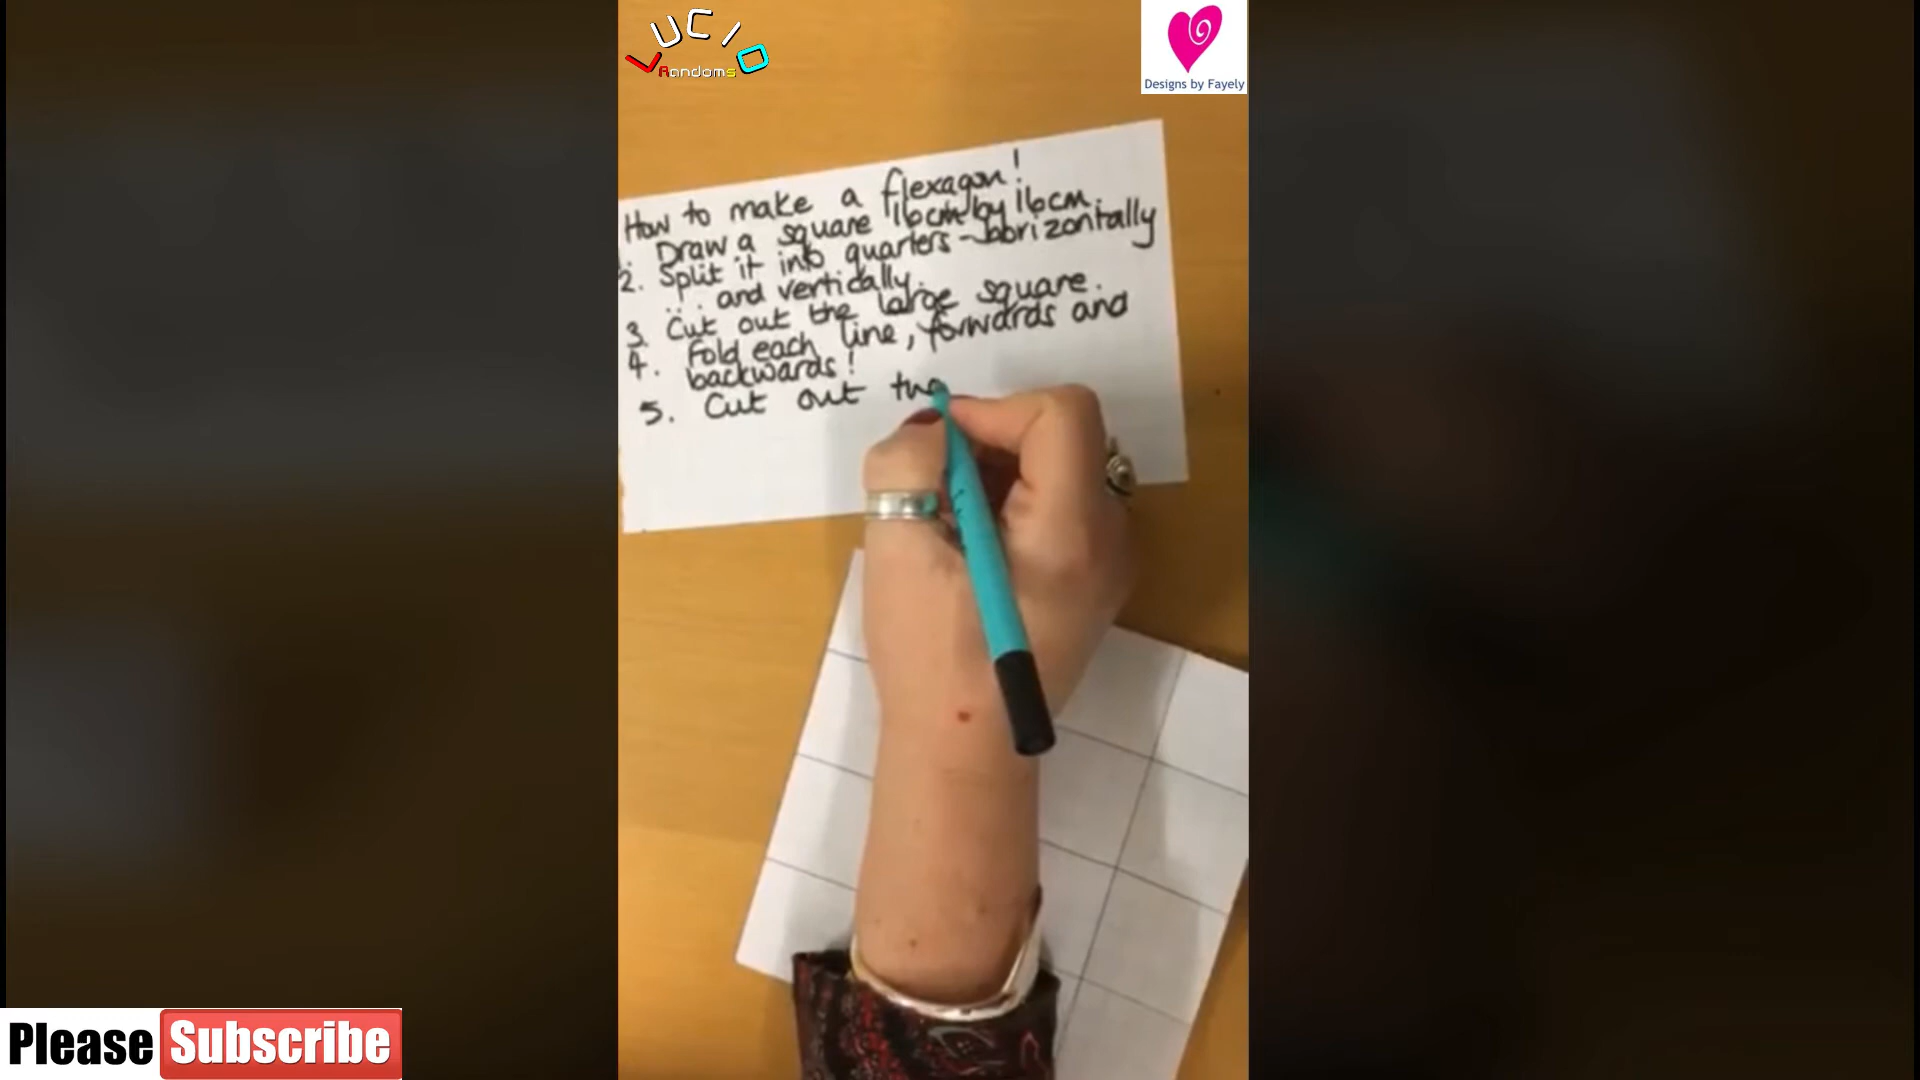 LUCIO
Randoms
Designs by Fayely
How to make a flexagon!
1. Draw a square 16cm by 16cm.
2. Split it into quarters - horizontally
... and vertically.
3. Cut out the large square.
4. Fold each line, forwards and
backwards!
5. Cut out
Please Subscribe